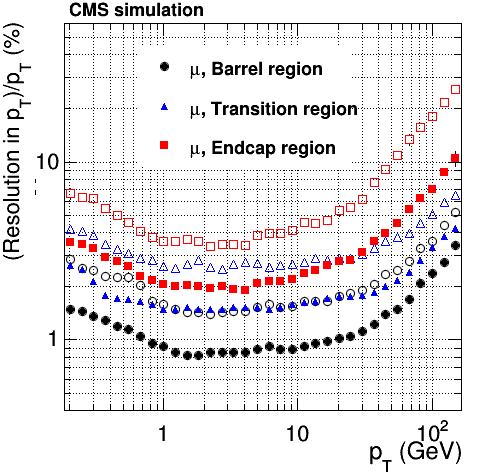 CMS simulation
(Resolution in p_T)/p_T (%)
μ, Barrel region
μ, Transition region
μ, Endcap region
10
1
1
10
10^2
p_T (GeV)